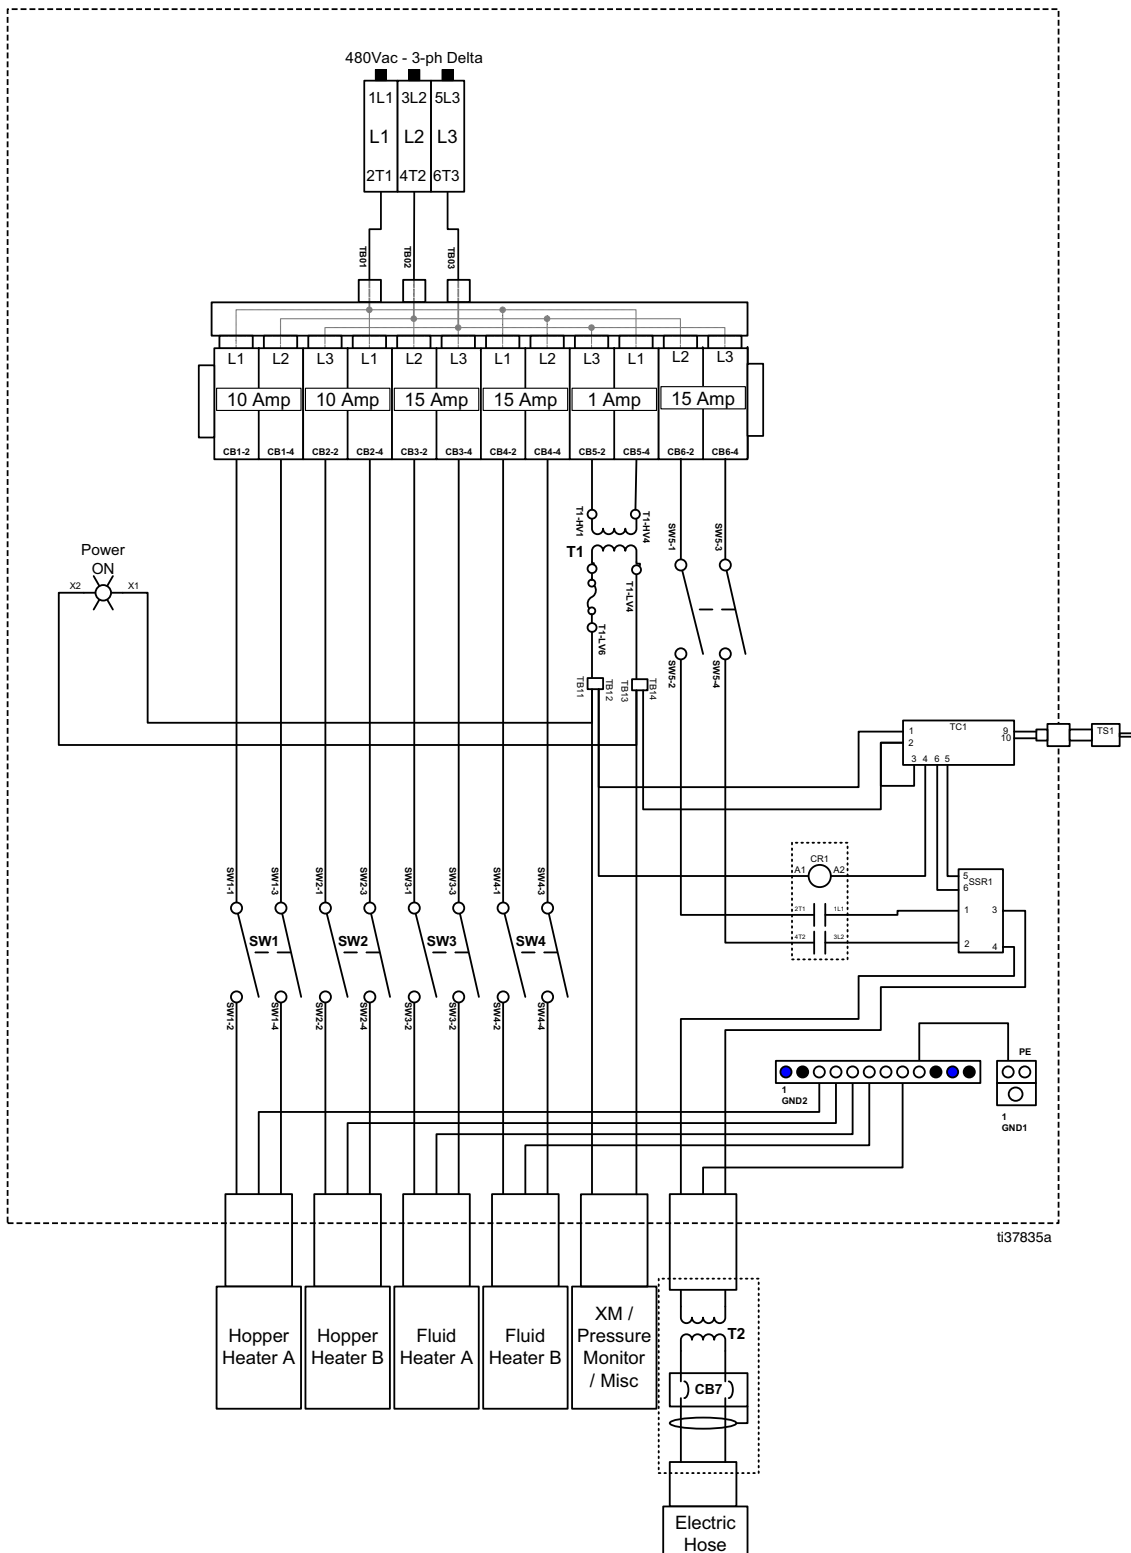 480Vac - 3-ph Delta
1L1 3L2 5L3
L1 L2 L3
2T1 4T2 6T3
TB01 TB02 TB03
L1 L2 L3 L1 L2 L3 L1 L2 L3 L1 L2 L3
10 Amp 10 Amp 15 Amp 15 Amp 1 Amp 15 Amp
CB1-2 CB1-4 CB2-2 CB2-4 CB3-2 CB3-4 CB4-2 CB4-4 CB5-2 CB5-4 CB6-2 CB6-4
T1-HV1 T1-HV4
SW5-1 SW5-3
T1
Power
ON
X2 X1
T1-LV4
T1-LV6
SW5-2 SW5-4
TB11 TB12 TB13 TB14
TC1
1 9
2 10
3 4 6 5
TS1
CR1
A1 A2
SSR1
5
6
2T1 1L1
1 3
4T2 3L2
2 4
SW1-1 SW1-3 SW2-1 SW2-3 SW3-1 SW3-3 SW4-1 SW4-3
SW1 SW2 SW3 SW4
SW1-2 SW1-4 SW2-2 SW2-4 SW3-2 SW3-2 SW4-2 SW4-4
PE
1
GND2
1
GND1
ti37835a
Hopper
Heater A
Hopper
Heater B
Fluid
Heater A
Fluid
Heater B
XM /
Pressure
Monitor
/ Misc
T2
CB7
Electric
Hose